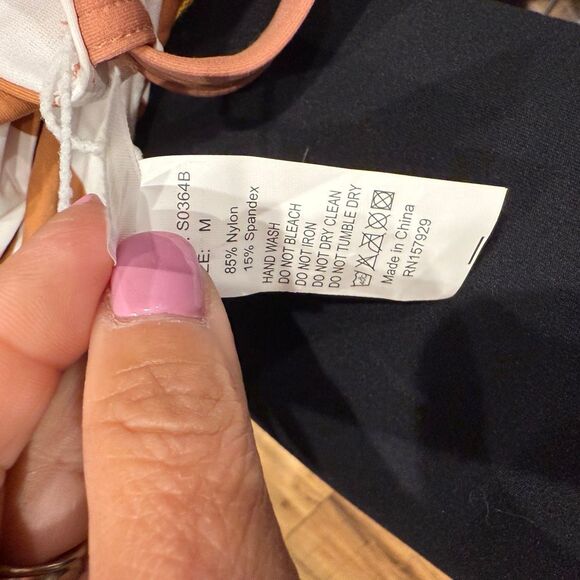 : S0364B
ZE: M
85% Nylon
15% Spandex
HAND WASH
DO NOT BLEACH
DO NOT IRON
DO NOT DRY CLEAN
DO NOT TUMBLE DRY
Made in China
RN157929